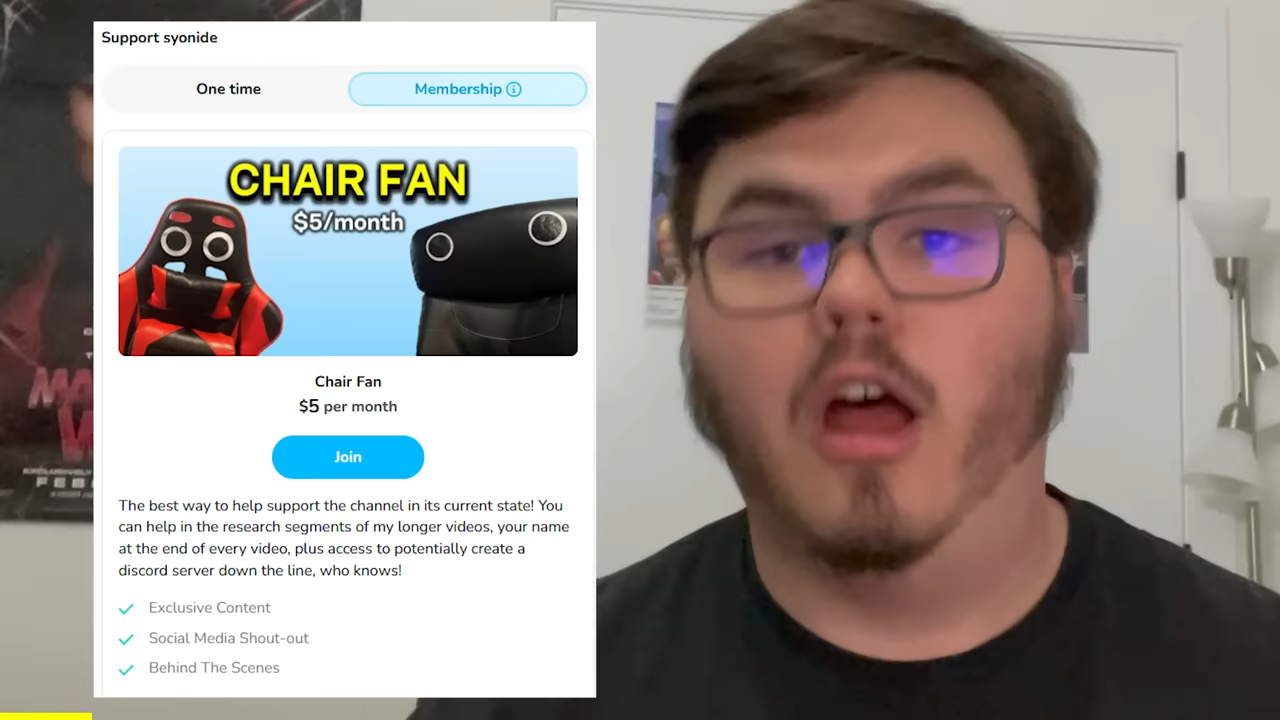 Support syonide
One time
Membership
CHAIR FAN
$5/month
Chair Fan
$5 per month
Join
The best way to help support the channel in its current state! You
can help in the research segments of my longer videos, your name
at the end of every video, plus access to potentially create a
discord server down the line, who knows!
Exclusive Content
Social Media Shout-out
Behind The Scenes